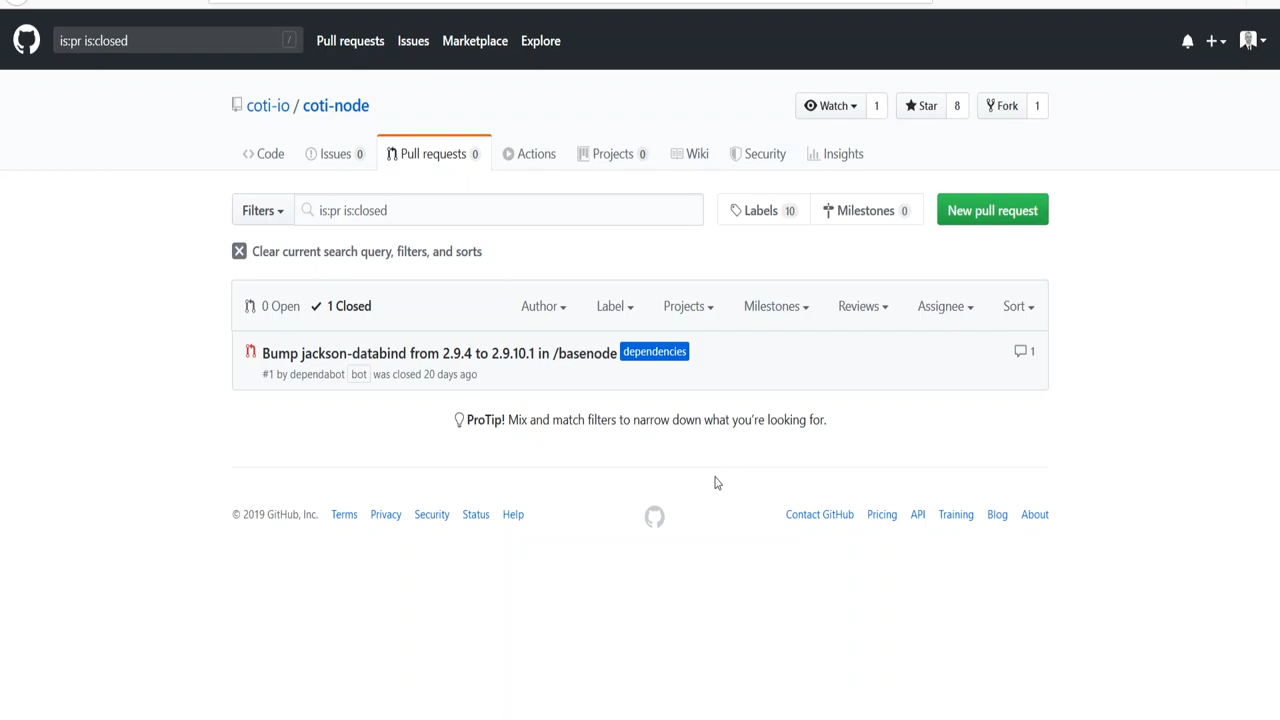 is:pr is:closed /
Pull requests Issues Marketplace Explore
coti-io / coti-node
Watch 1 Star 8 Fork 1
Code Issues 0 Pull requests 0 Actions Projects 0 Wiki Security Insights
Filters is:pr is:closed Labels 10 Milestones 0 New pull request
Clear current search query, filters, and sorts
0 Open 1 Closed Author Label Projects Milestones Reviews Assignee Sort
Bump jackson-databind from 2.9.4 to 2.9.10.1 in /basenode dependencies 1
#1 by dependabot bot was closed 20 days ago
ProTip! Mix and match filters to narrow down what you're looking for.
© 2019 GitHub, Inc. Terms Privacy Security Status Help Contact GitHub Pricing API Training Blog About